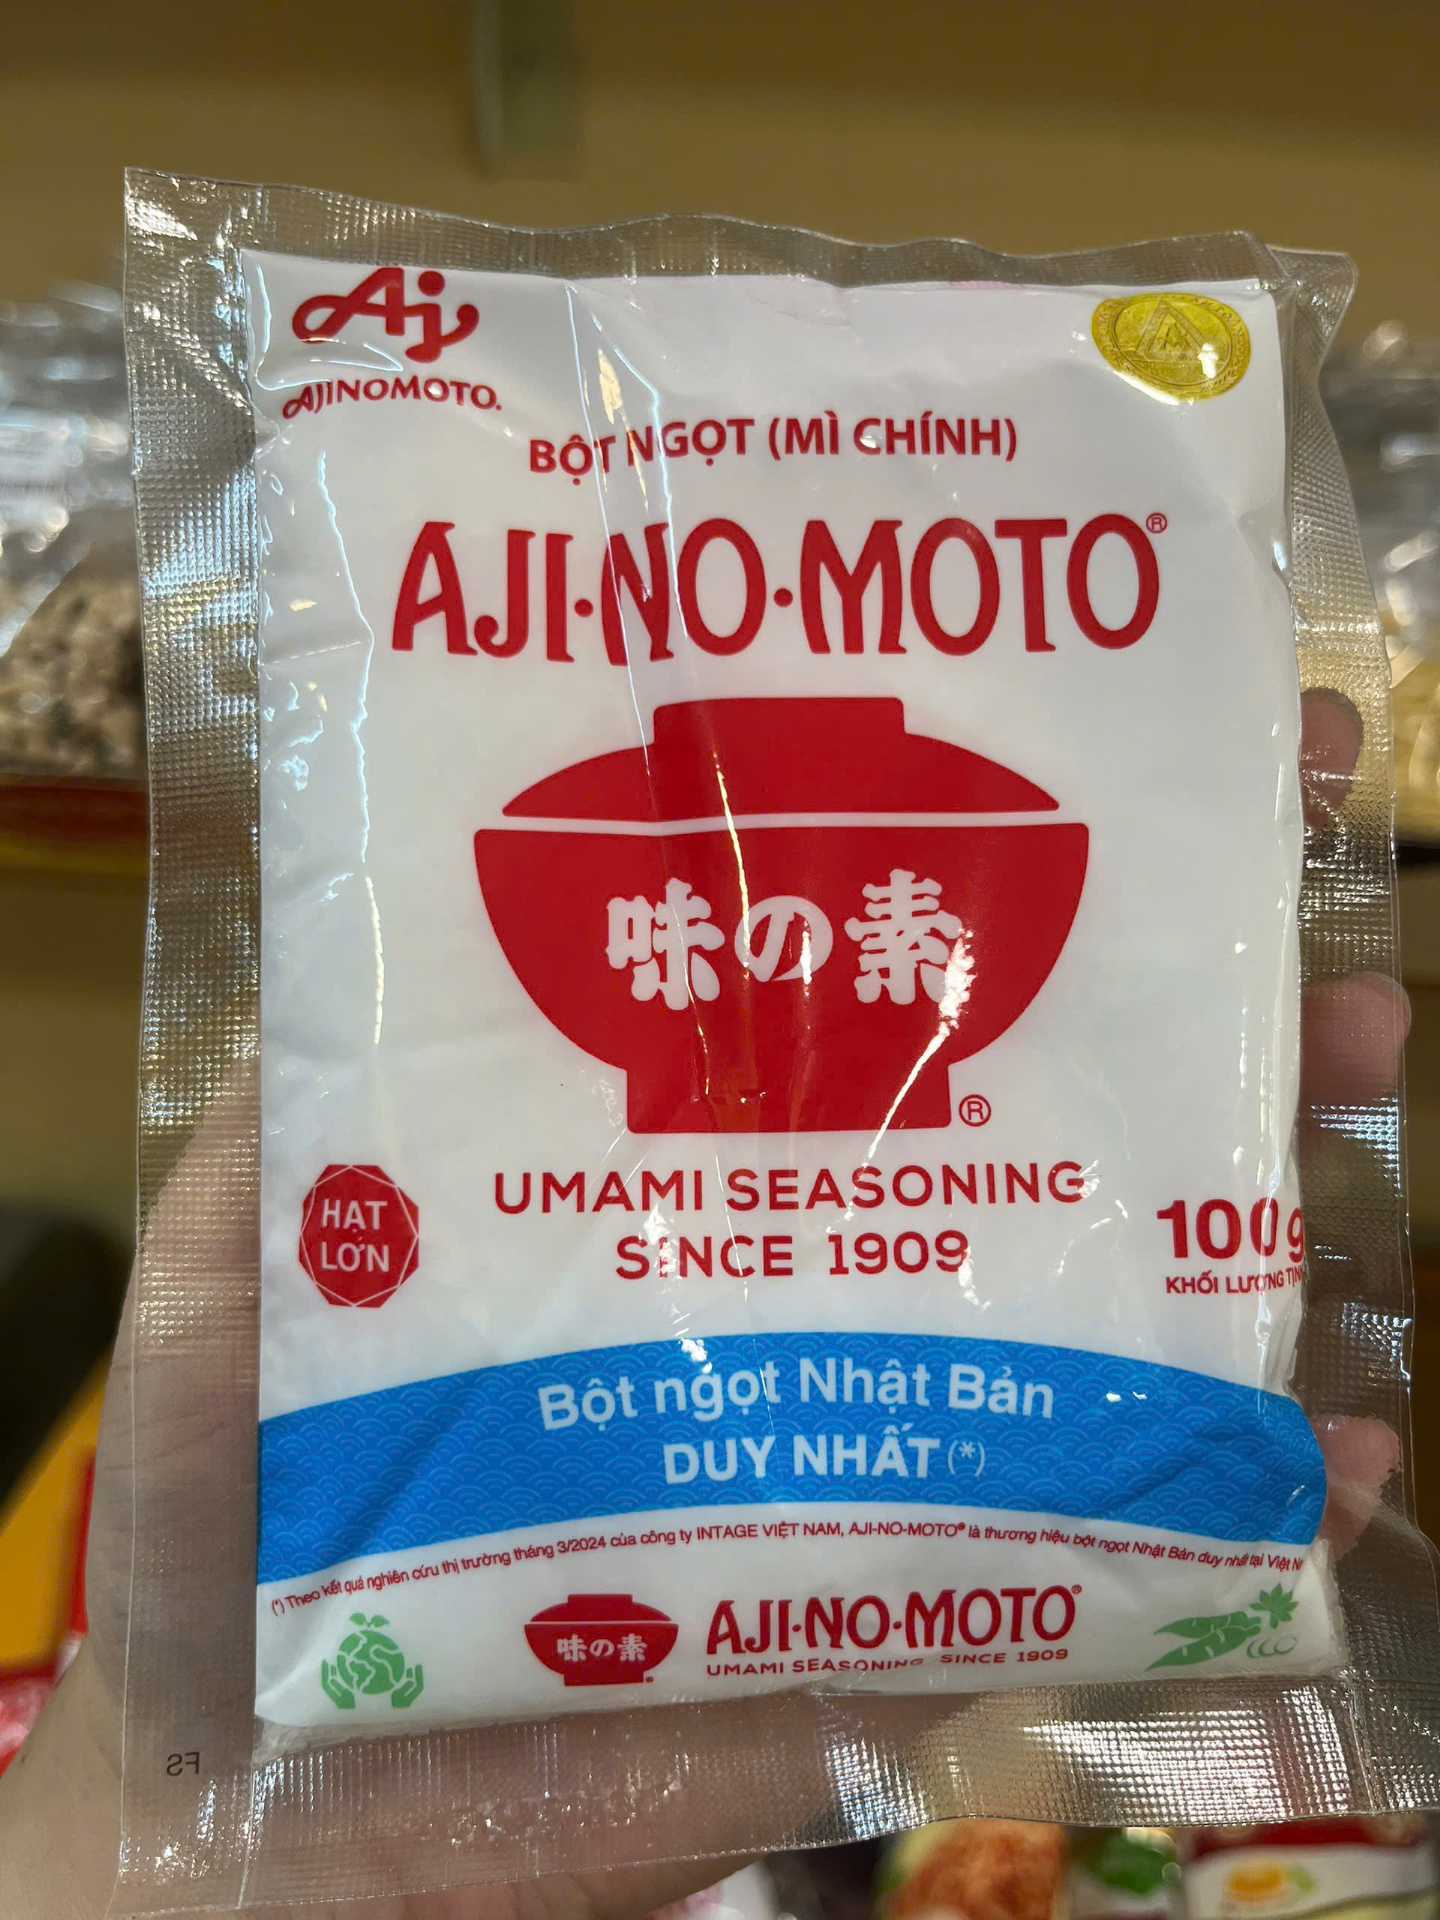 Aj
AJINOMOTO.
BỘT NGỌT (MÌ CHÍNH)
AJI·NO·MOTO®
味の素
®
UMAMI SEASONING
SINCE 1909
HẠT
LỚN
100g
KHỐI LƯỢNG TỊNH
Bột ngọt Nhật Bản
DUY NHẤT(*)
(*) Theo kết quả nghiên cứu thị trường tháng 3/2024 của công ty INTAGE VIỆT NAM, AJI-NO-MOTO® là thương hiệu bột ngọt Nhật Bản duy nhất tại Việt
味の素
AJI·NO·MOTO®
UMAMI SEASONING SINCE 1909
FS